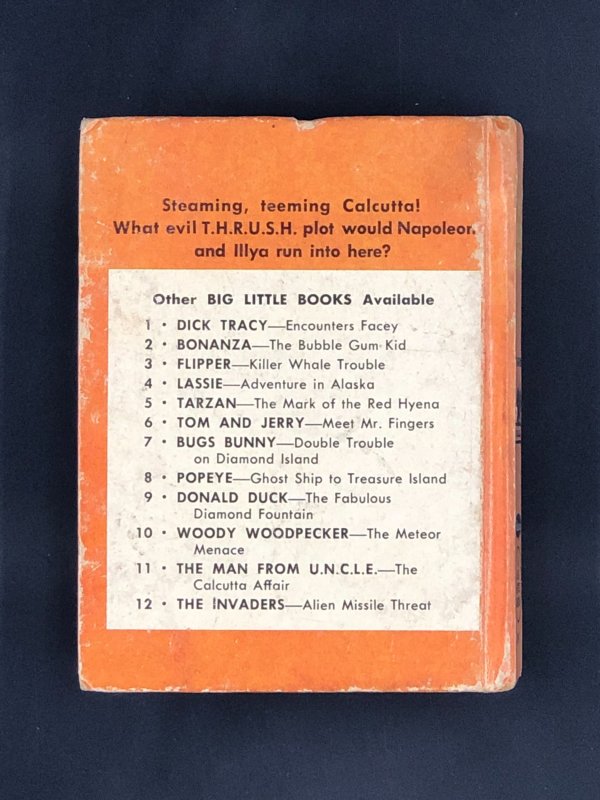 Steaming, teeming Calcutta!
What evil T.H.R.U.S.H. plot would Napoleon
and Illya run into here?
Other BIG LITTLE BOOKS Available
1 • DICK TRACY—Encounters Facey
2 • BONANZA—The Bubble Gum Kid
3 • FLIPPER—Killer Whale Trouble
4 • LASSIE—Adventure in Alaska
5 • TARZAN—The Mark of the Red Hyena
6 • TOM AND JERRY—Meet Mr. Fingers
7 • BUGS BUNNY—Double Trouble
on Diamond Island
8 • POPEYE—Ghost Ship to Treasure Island
9 • DONALD DUCK—The Fabulous
Diamond Fountain
10 • WOODY WOODPECKER—The Meteor
Menace
11 • THE MAN FROM U.N.C.L.E.—The
Calcutta Affair
12 • THE INVADERS—Alien Missile Threat